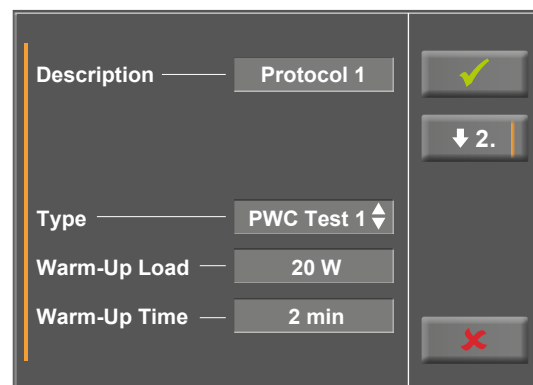 Description Protocol 1
2.
Type PWC Test 1
Warm-Up Load 20 W
Warm-Up Time 2 min